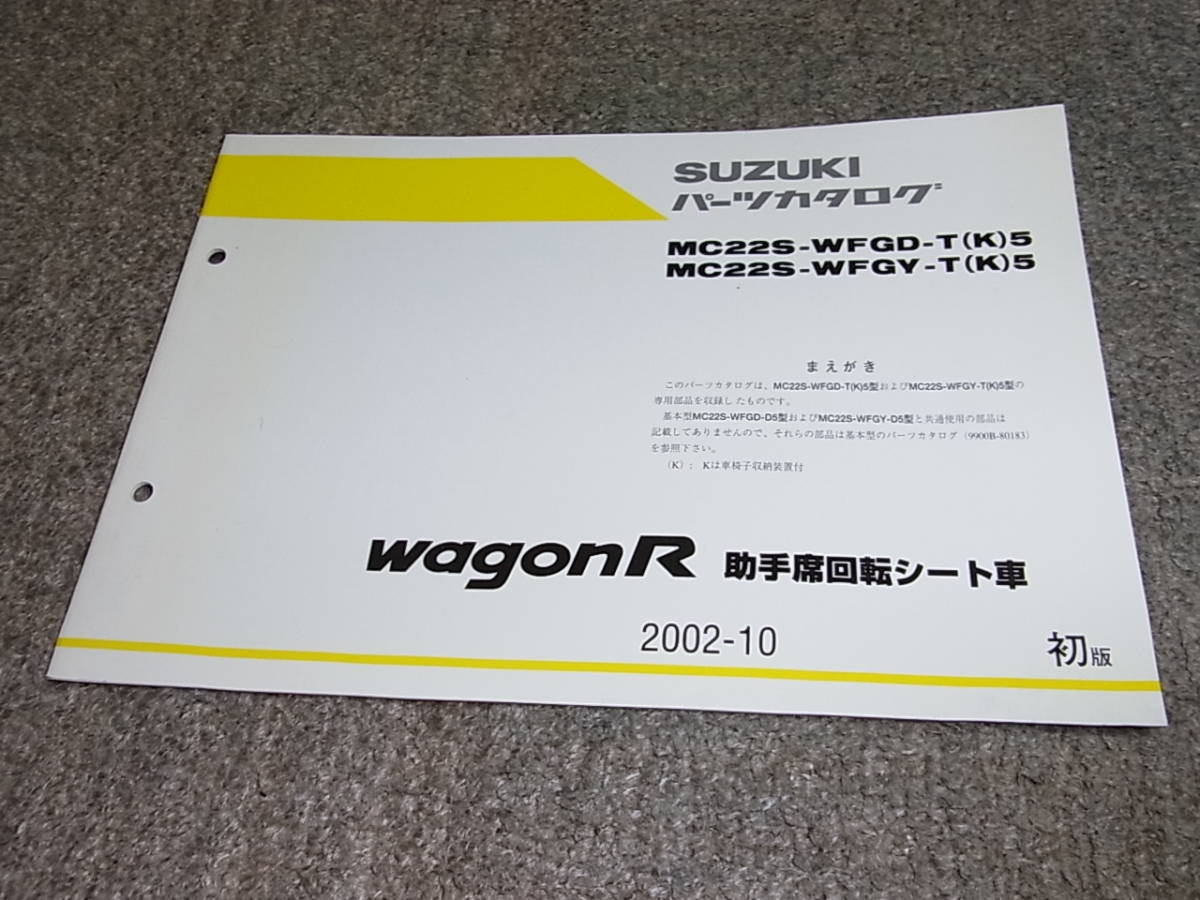 SUZUKI
パーツカタログ
MC22S-WFGD-T(K)5
MC22S-WFGY-T(K)5
まえがき
このパーツカタログは、MC22S-WFGD-T(K)5型およびMC22S-WFGY-T(K)5型の
専用部品を収録したものです。
基本型MC22S-WFGD-D5型およびMC22S-WFGY-D5型と共通使用の部品は
記載してありませんので、それらの部品は基本型のパーツカタログ（9900B-80183）
を参照下さい。
（K）： Kは車椅子収納装置付
wagonR 助手席回転シート車
2002-10 初版